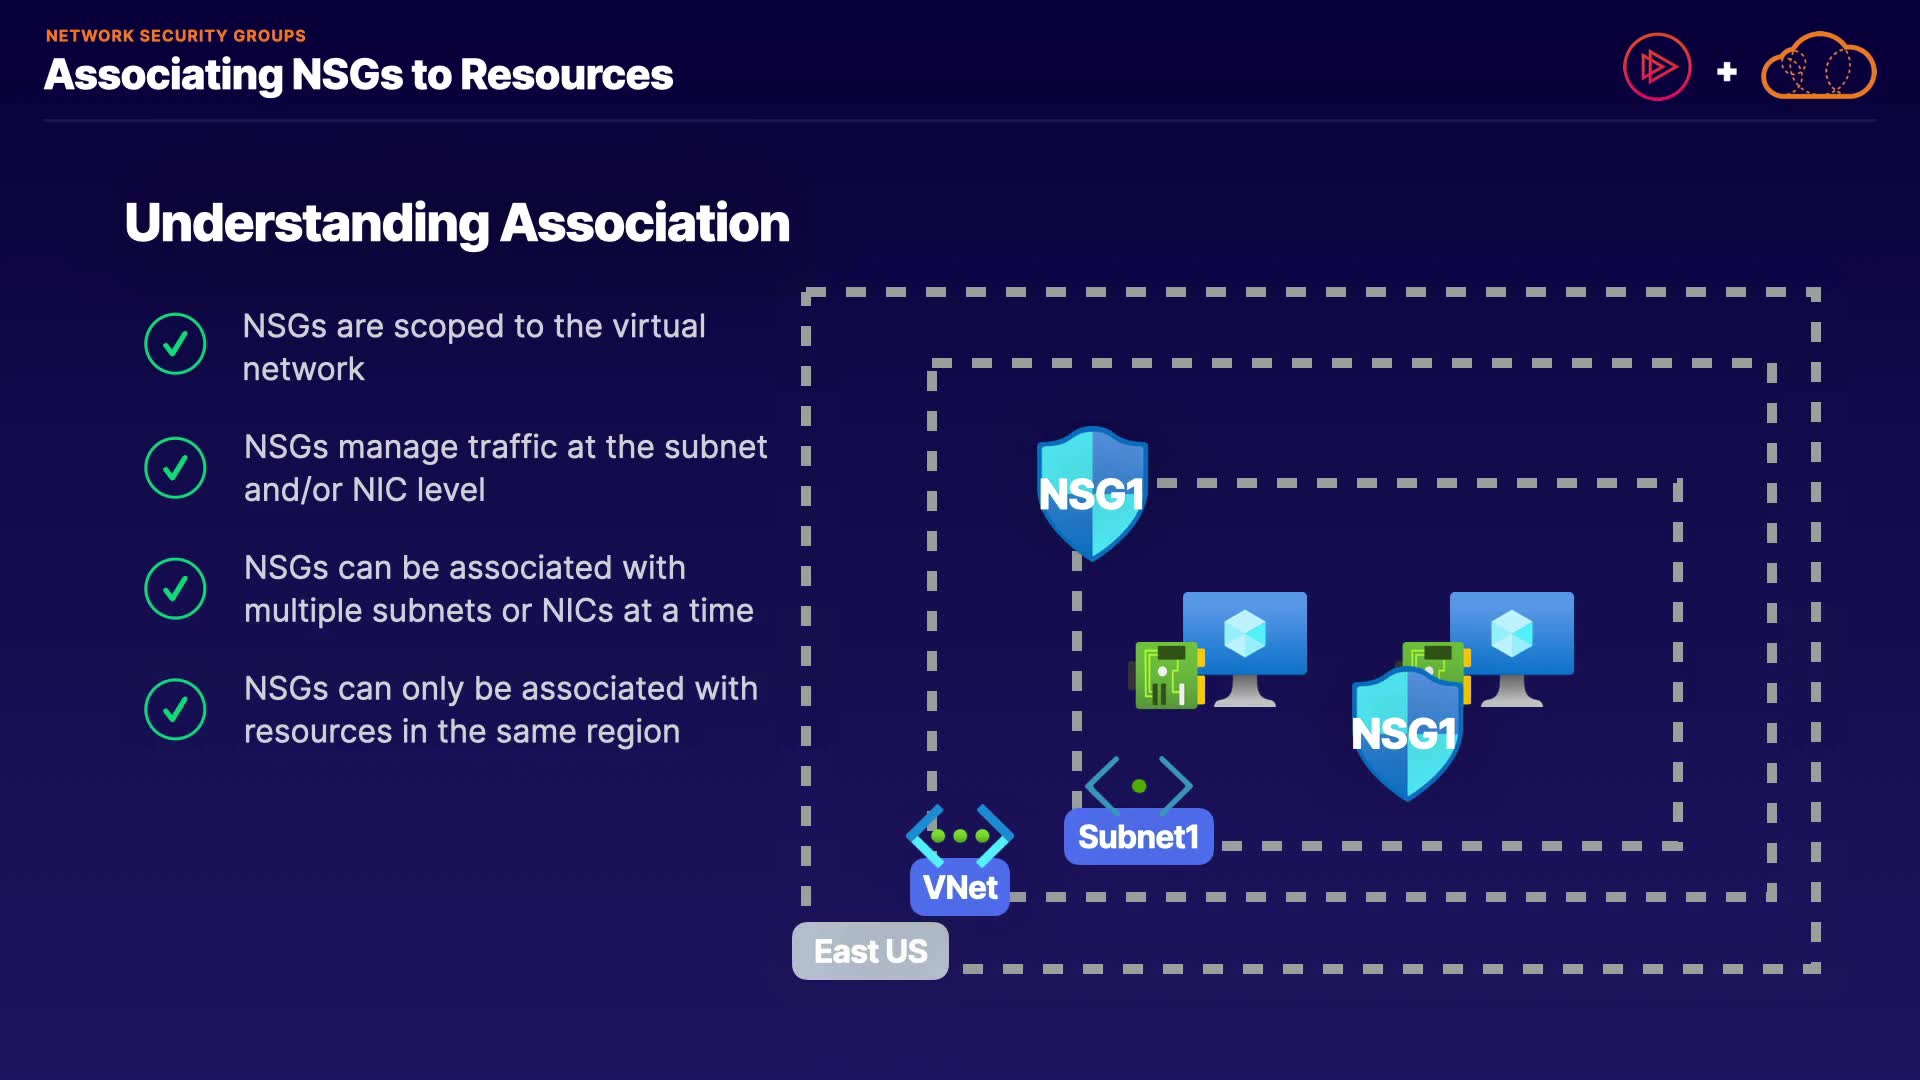 NETWORK SECURITY GROUPS
Associating NSGs to Resources
Understanding Association
NSGs are scoped to the virtual
network
NSGs manage traffic at the subnet
and/or NIC level
NSGs can be associated with
multiple subnets or NICs at a time
NSGs can only be associated with
resources in the same region
NSG1
NSG1
Subnet1
VNet
East US